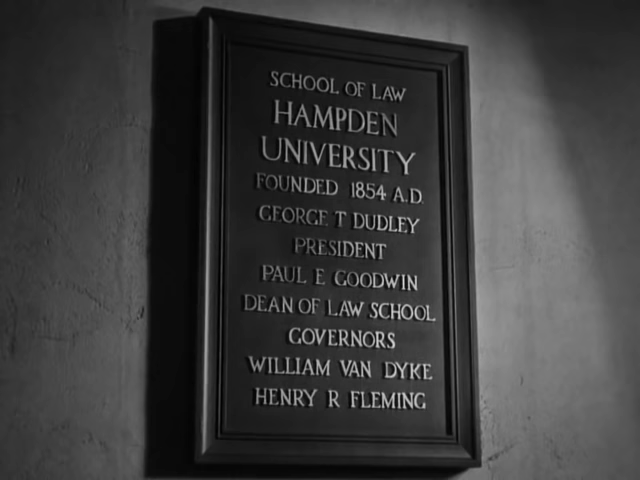 SCHOOL OF LAW
HAMPDEN
UNIVERSITY
FOUNDED 1854 A.D.
GEORGE T DUDLEY
PRESIDENT
PAUL E GOODWIN
DEAN OF LAW SCHOOL
GOVERNORS
WILLIAM VAN DYKE
HENRY R FLEMING